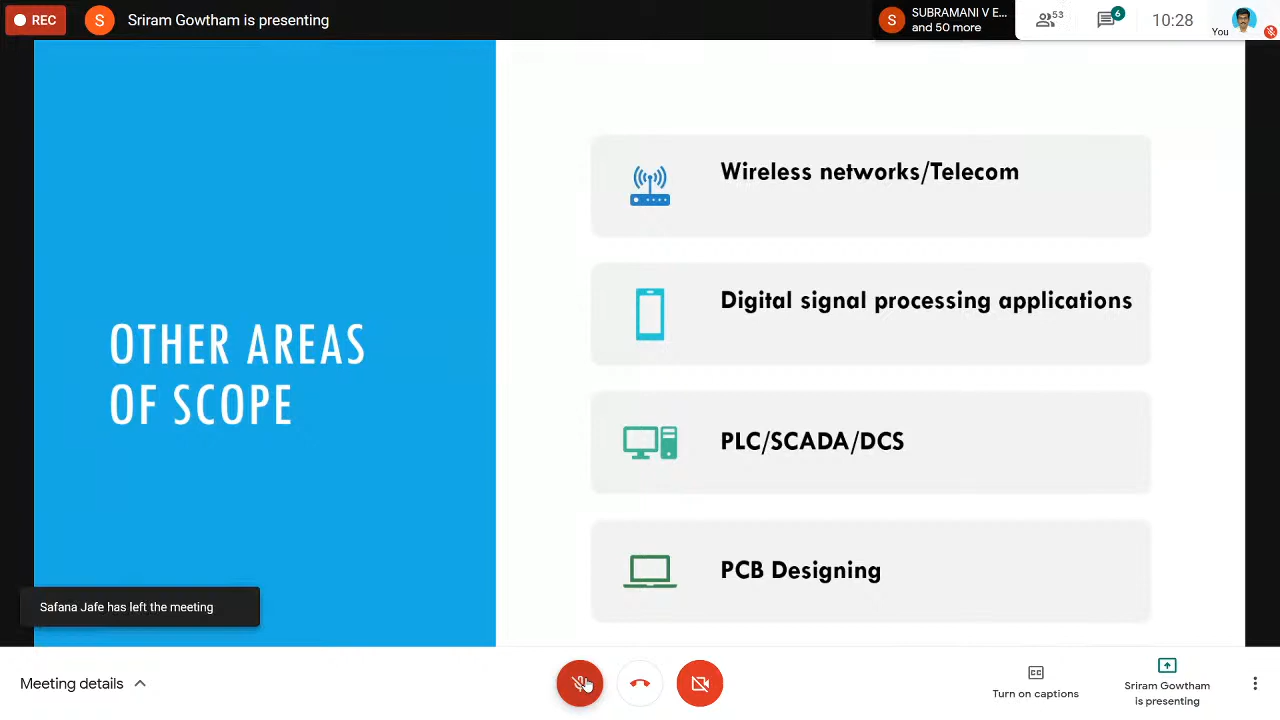 REC
S
Sriram Gowtham is presenting
S
SUBRAMANI V E...
and 50 more
53
6
10:28
You
Wireless networks/Telecom
Digital signal processing applications
OTHER AREAS
OF SCOPE
PLC/SCADA/DCS
PCB Designing
Safana Jafe has left the meeting
Meeting details
CC
Turn on captions
Sriram Gowtham
is presenting